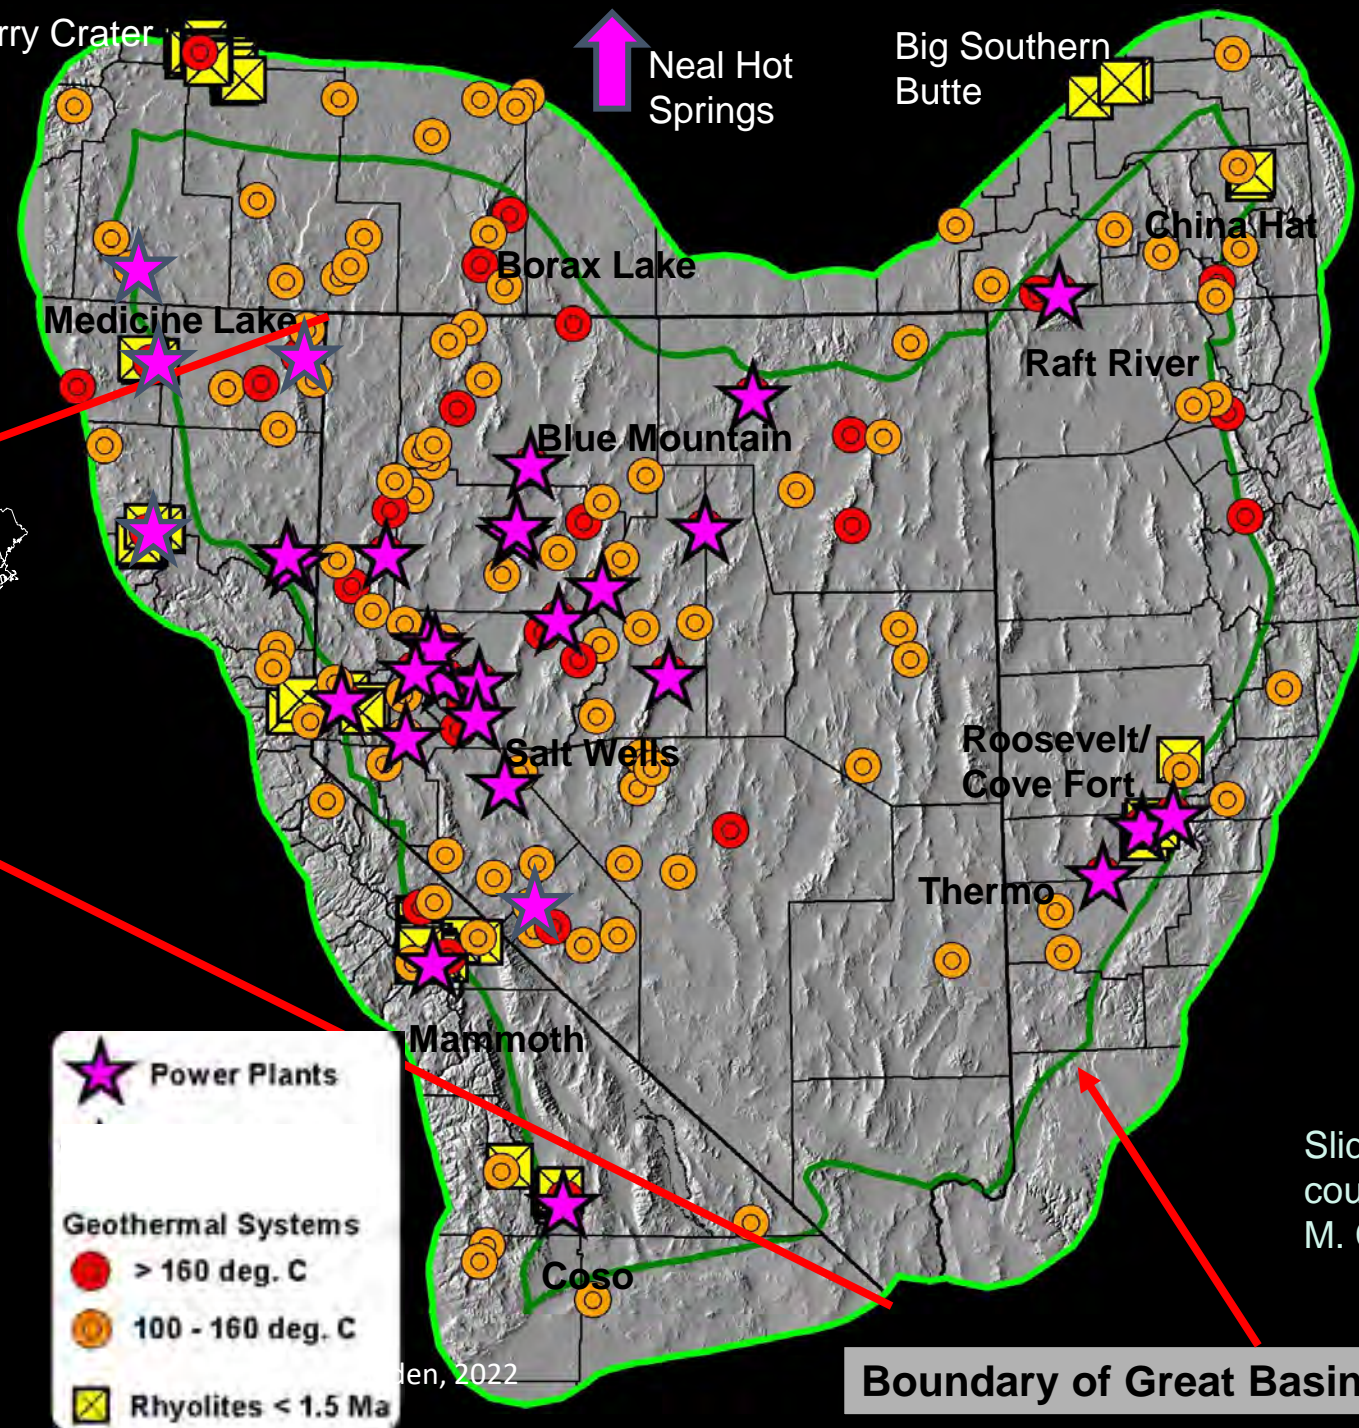 rry Crater
Neal Hot
Springs
Big Southern
Butte
China Hat
Borax Lake
Medicine Lake
Raft River
Blue Mountain
Salt Wells
Roosevelt/
Cove Fort
Thermo
Mammoth
Coso
Power Plants
Geothermal Systems
> 160 deg. C
100 - 160 deg. C
Rhyolites < 1.5 Ma
den, 2022
Slid
cou
M. C
Boundary of Great Basin